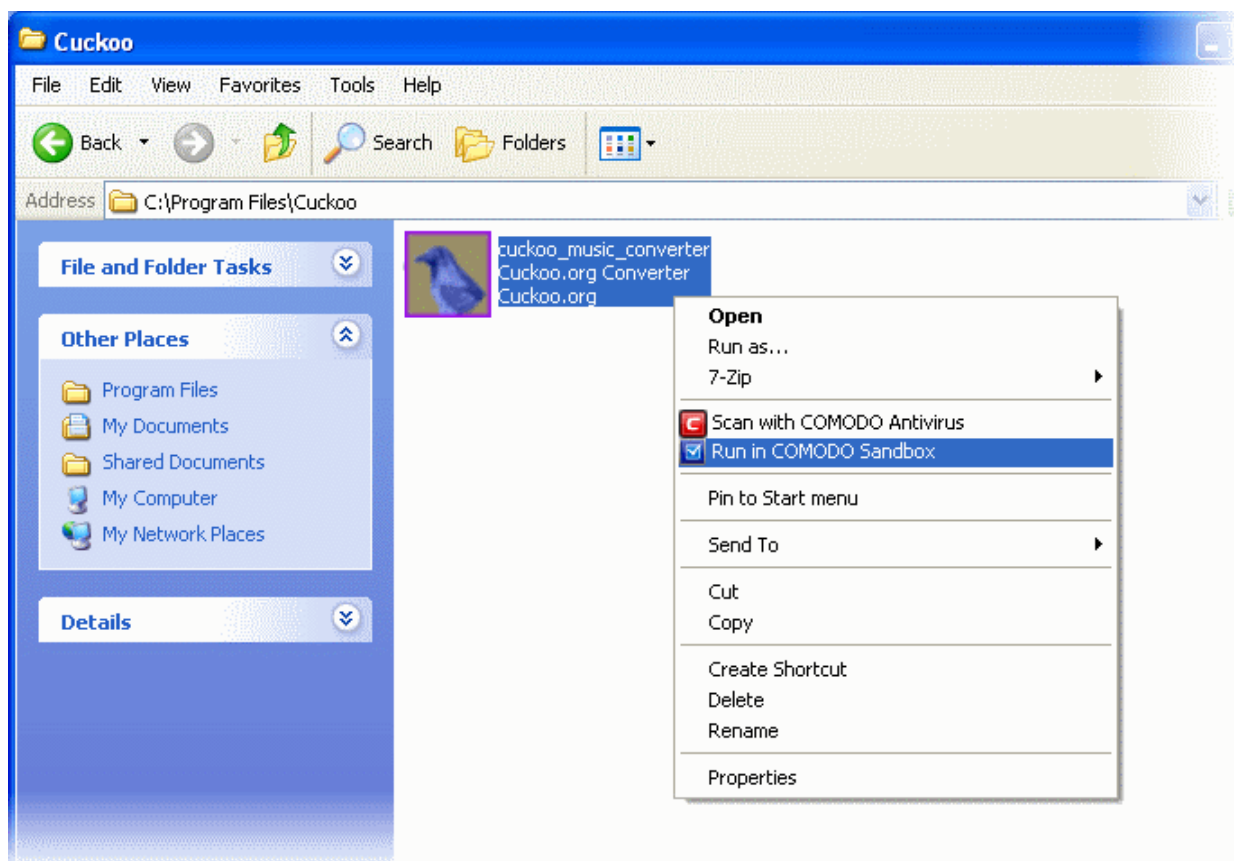 Cuckoo
File Edit View Favorites Tools Help
Back Search Folders
Address C:\Program Files\Cuckoo
File and Folder Tasks
Other Places
Program Files
My Documents
Shared Documents
My Computer
My Network Places
Details
cuckoo_music_converter
Cuckoo.org Converter
Cuckoo.org
Open
Run as...
7-Zip
Scan with COMODO Antivirus
Run in COMODO Sandbox
Pin to Start menu
Send To
Cut
Copy
Create Shortcut
Delete
Rename
Properties